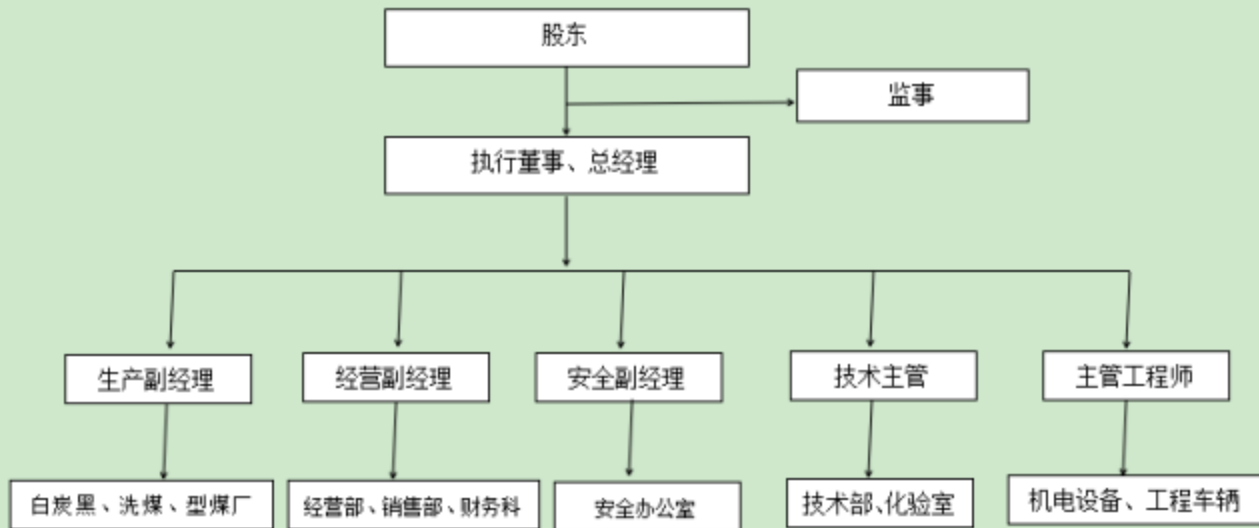 股东
监事
执行董事、总经理
生产副经理
经营副经理
安全副经理
技术主管
主管工程师
白炭黑、洗煤、型煤厂
经营部、销售部、财务科
安全办公室
技术部、化验室
机电设备、工程车辆